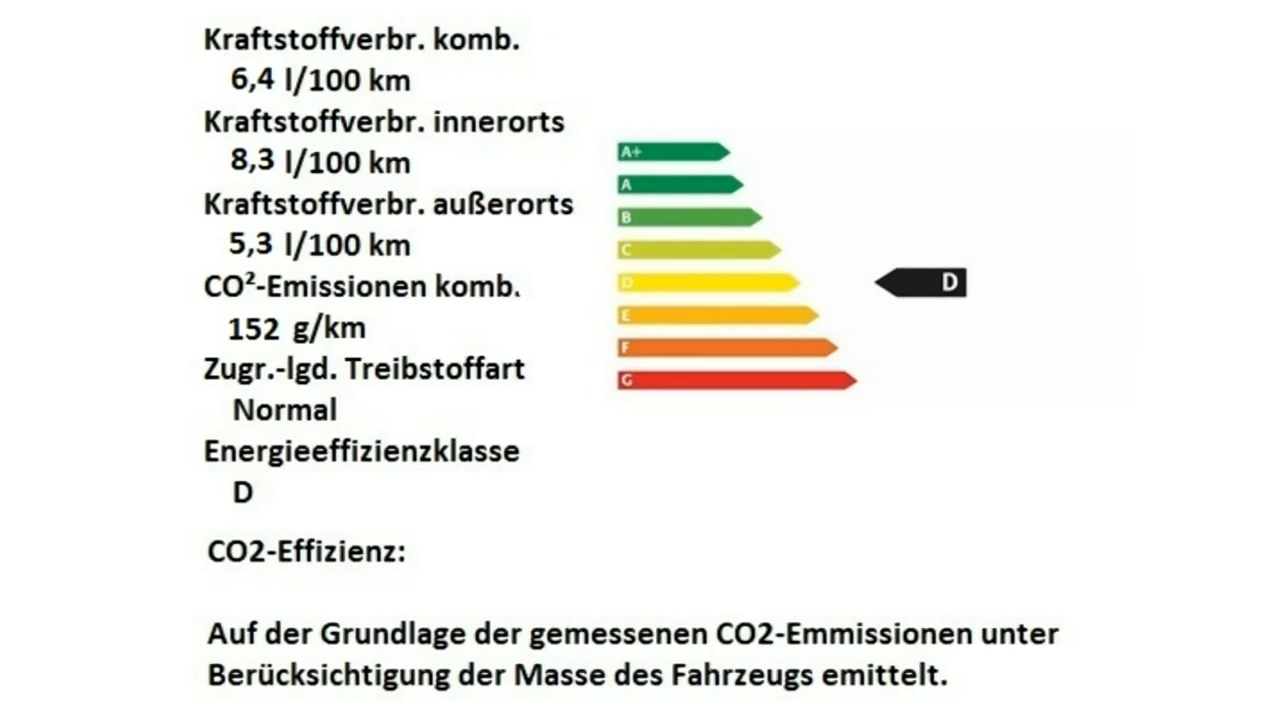 Kraftstoffverbr. komb.
6,4 l/100 km
Kraftstoffverbr. innerorts
8,3 l/100 km
Kraftstoffverbr. außerorts
5,3 l/100 km
CO²-Emissionen komb.
152 g/km
Zugr.-lgd. Treibstoffart
Normal
Energieeffizienzklasse
D
A+
A
B
C
D
D
E
F
G
CO2-Effizienz:
Auf der Grundlage der gemessenen CO2-Emmissionen unter
Berücksichtigung der Masse des Fahrzeugs emittelt.